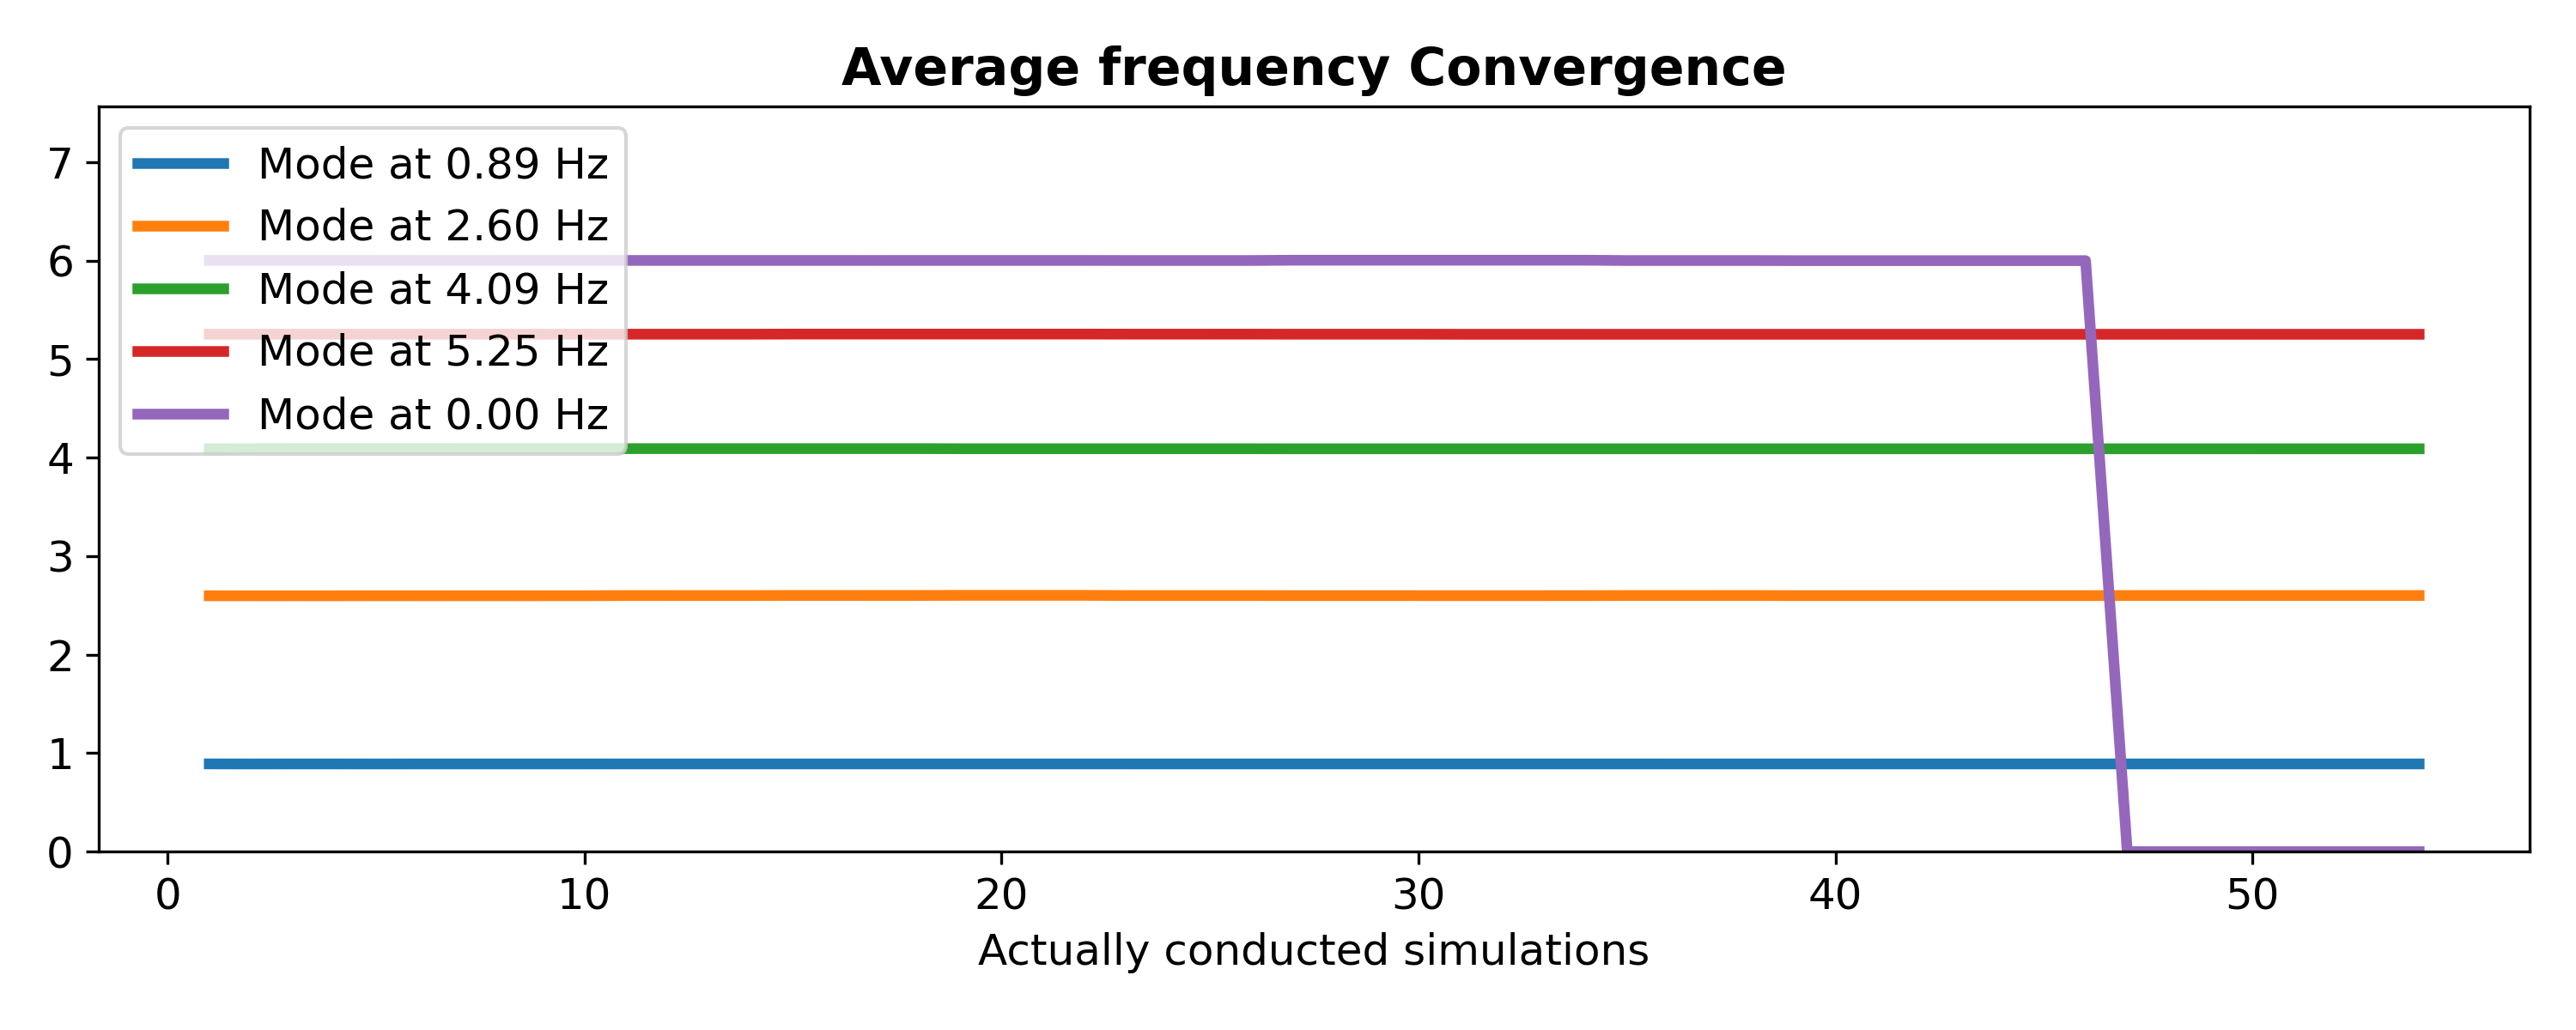 Average frequency Convergence
Mode at 0.89 Hz
Mode at 2.60 Hz
Mode at 4.09 Hz
Mode at 5.25 Hz
Mode at 0.00 Hz
7
6
5
4
3
2
1
0
0 10 20 30 40 50
Actually conducted simulations